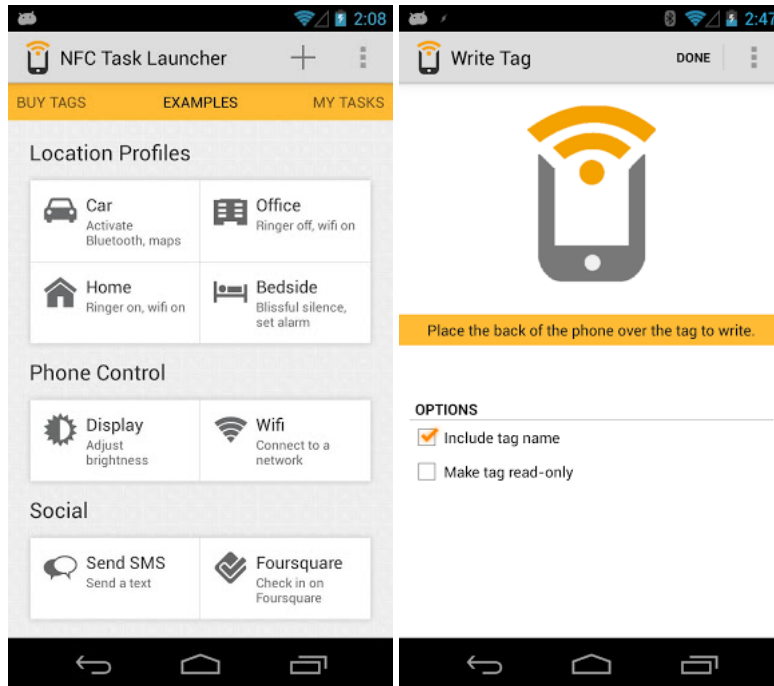 2:08
NFC Task Launcher
BUY TAGS EXAMPLES MY TASKS
Location Profiles
Car
Activate
Bluetooth, maps
Office
Ringer off, wifi on
Home
Ringer on, wifi on
Bedside
Blissful silence,
set alarm
Phone Control
Display
Adjust
brightness
Wifi
Connect to a
network
Social
Send SMS
Send a text
Foursquare
Check in on
Foursquare
2:47
Write Tag DONE
Place the back of the phone over the tag to write.
OPTIONS
Include tag name
Make tag read-only